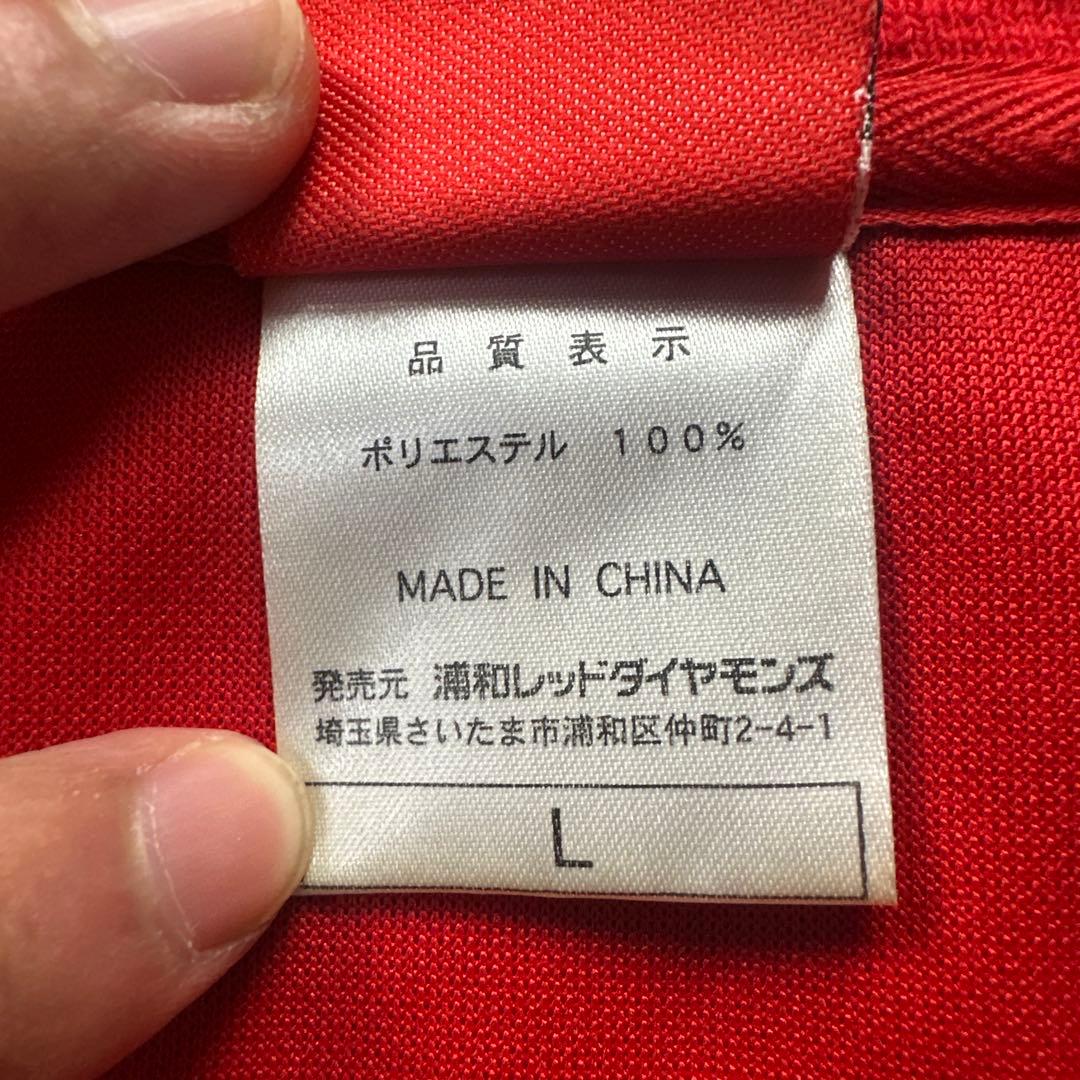 品質表示
ポリエステル 100%
MADE IN CHINA
発売元 浦和レッドダイヤモンズ
埼玉県さいたま市浦和区仲町2-4-1
L